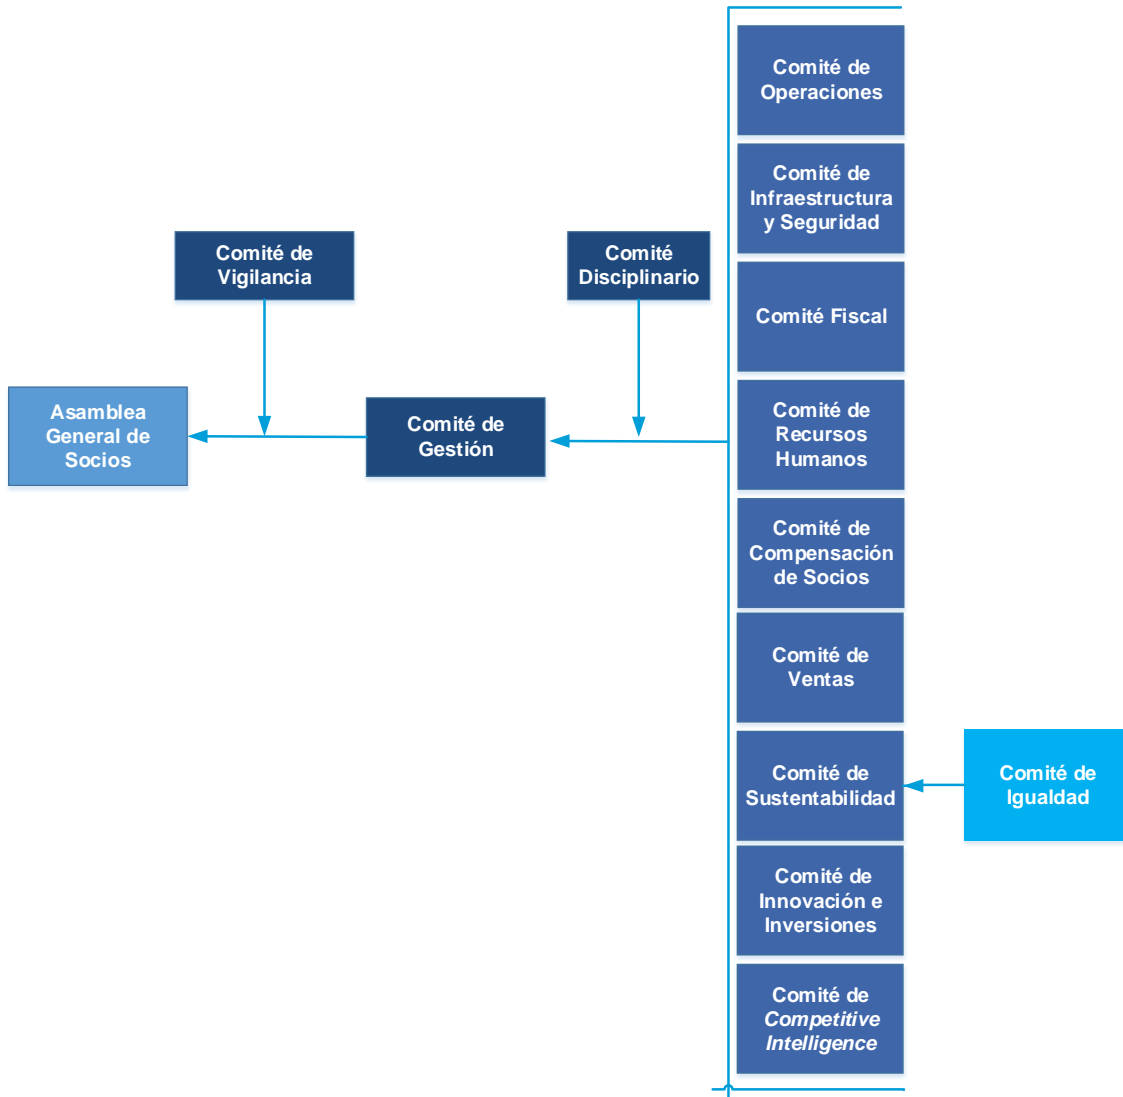 Comité de
Operaciones
Comité de
Infraestructura
y Seguridad
Comité de
Vigilancia
Comité
Disciplinario
Comité Fiscal
Asamblea
General de
Socios
Comité de
Gestión
Comité de
Recursos
Humanos
Comité de
Compensación
de Socios
Comité de
Ventas
Comité de
Sustentabilidad
Comité de
Igualdad
Comité de
Innovación e
Inversiones
Comité de
Competitive
Intelligence